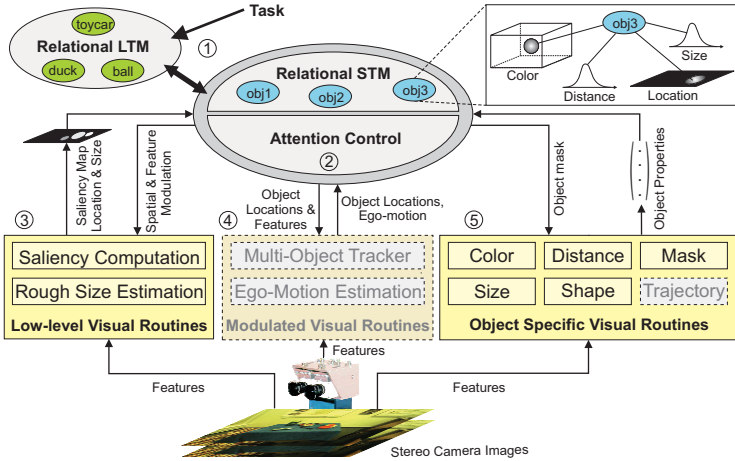 Task
toycar
Relational LTM
duck
ball
1
Relational STM
obj1
obj2
obj3
Attention Control
2
obj3
Color
Distance
Size
Location
Saliency Map
Location & Size
Spatial & Feature
Modulation
Object
Locations &
Features
Object Locations,
Ego-motion
Object mask
Object Properties
3
Saliency Computation
Rough Size Estimation
Low-level Visual Routines
4
Multi-Object Tracker
Ego-Motion Estimation
Modulated Visual Routines
5
Color
Distance
Mask
Size
Shape
Trajectory
Object Specific Visual Routines
Features
Features
Features
Stereo Camera Images